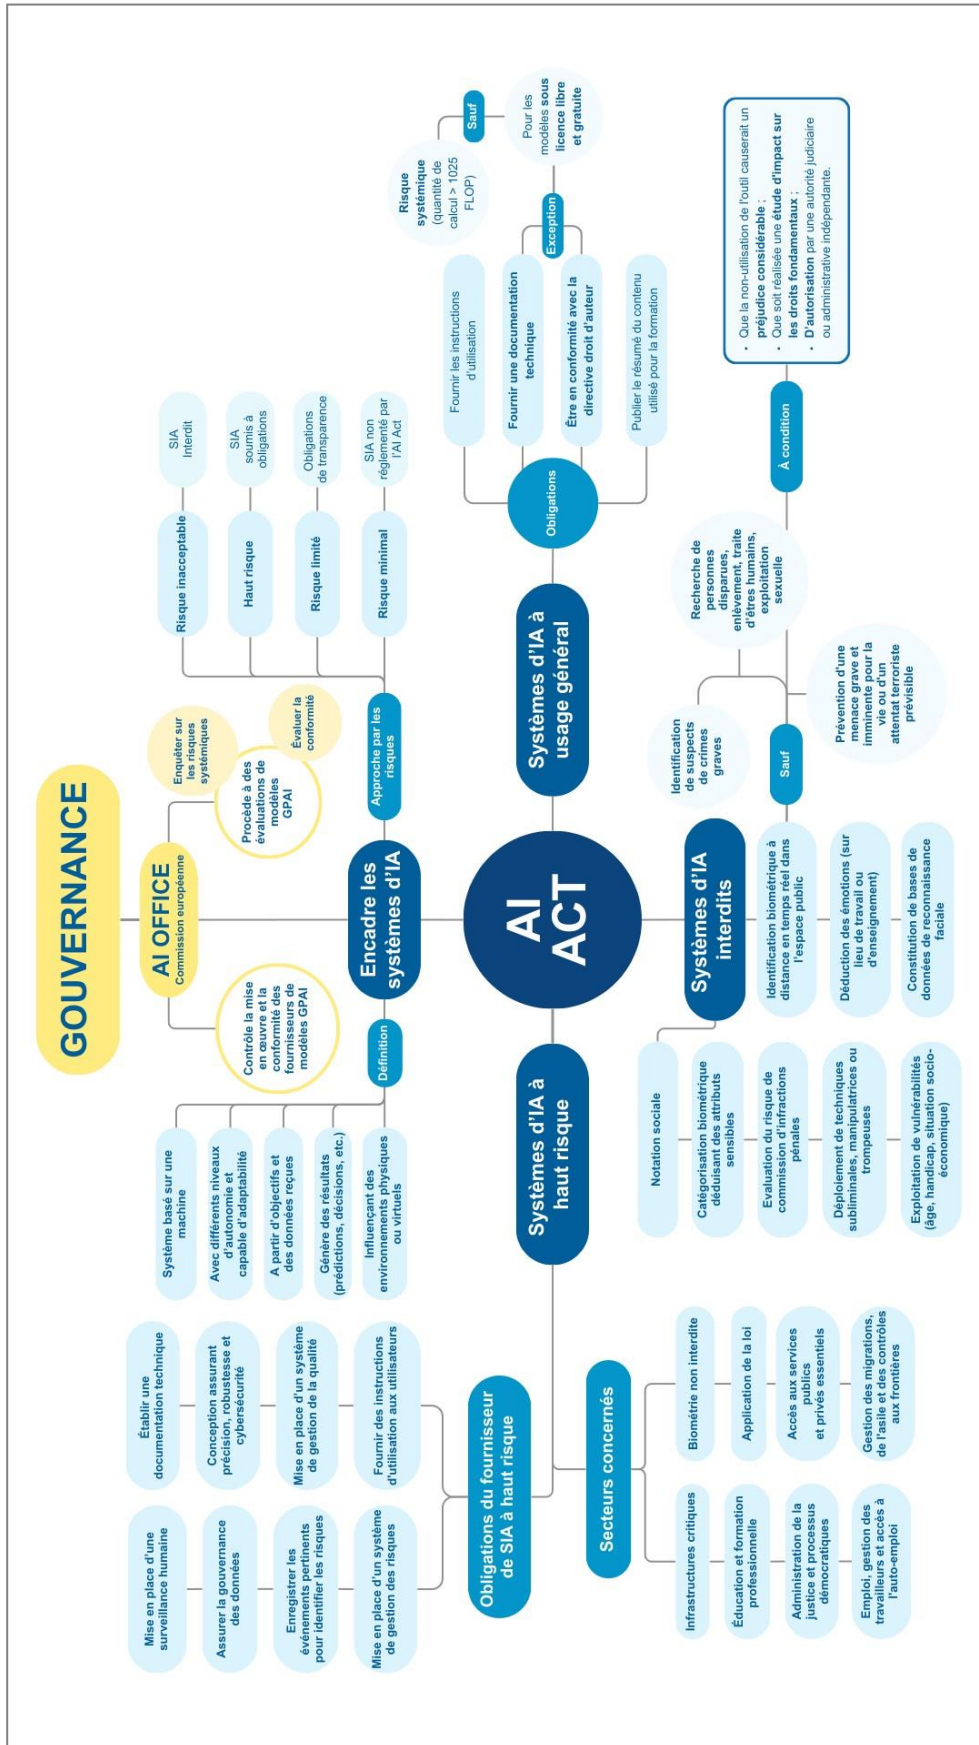 GOUVERNANCE
AI OFFICE
Commission européenne
Contrôle la mise
en œuvre et la
conformité des
fournisseurs de
modèles GPAI
Procède à des
évaluations de
modèles
GPAI
Enquêter sur
les risques
systémiques
Évaluer la
conformité
Encadre les
systèmes d'IA
Définition
Système basé sur une
machine
Avec différents niveaux
d'autonomie et
capable d'adaptabilité
A partir d'objectifs et
des données reçues
Génère des résultats
(prédictions, décisions, etc.)
Influençant des
environnements physiques
ou virtuels
Approche par les
risques
Risque inacceptable
SIA
Interdit
Haut risque
SIA
soumis à
obligations
Risque limité
Obligations
de transparence
Risque minimal
SIA non
réglementé par
l'AI Act
AI
ACT
Systèmes d'IA à
haut risque
Obligations du fournisseur
de SIA à haut risque
Mise en place d'une
surveillance humaine
Assurer la gouvernance
des données
Enregistrer les
événements pertinents
pour identifier les risques
Mise en place d'un système
de gestion des risques
Établir une
documentation technique
Conception assurant
précision, robustesse et
cybersécurité
Mise en place d'un système
de gestion de la qualité
Fournir des instructions
d'utilisation aux utilisateurs
Secteurs concernés
Infrastructures critiques
Éducation et formation
professionnelle
Administration de la
justice et processus
démocratiques
Emploi, gestion des
travailleurs et accès à
l'auto-emploi
Biométrie non interdite
Application de la loi
Accès aux services
publics
et privés essentiels
Gestion des migrations,
de l'asile et des contrôles
aux frontières
Systèmes d'IA à
usage général
Obligations
Fournir les instructions
d'utilisation
Fournir une documentation
technique
Être en conformité avec la
directive droit d'auteur
Publier le résumé du contenu
utilisé pour la formation
Exception
Pour les
modèles sous
licence libre
et gratuite
Sauf
Risque
systémique
(quantité de
calcul > 1025
FLOP)
Systèmes d'IA
interdits
Notation sociale
Catégorisation biométrique
déduisant des attributs
sensibles
Evaluation du risque de
commission d'infractions
pénales
Déploiement de techniques
subliminales, manipulatrices ou
trompeuses
Exploitation de vulnérabilités
(âge, handicap, situation socio-
économique)
Identification biométrique à
distance en temps réel dans
l'espace public
Déduction des émotions (sur
lieu de travail ou
d'enseignement)
Constitution de bases de
données de reconnaissance
faciale
Sauf
Identification
de suspects
de crimes
graves
Recherche de
personnes
disparues,
enlèvement, traite
d'êtres humains,
exploitation
sexuelle
Prévention d'une
menace grave et
imminente pour la
vie ou d'un
attentat terroriste
prévisible
À condition
• Que la non-utilisation de l'outil causerait un
préjudice considérable ;
• Que soit réalisée une étude d'impact sur
les droits fondamentaux ;
• D'autorisation par une autorité judiciaire
ou administrative indépendante.